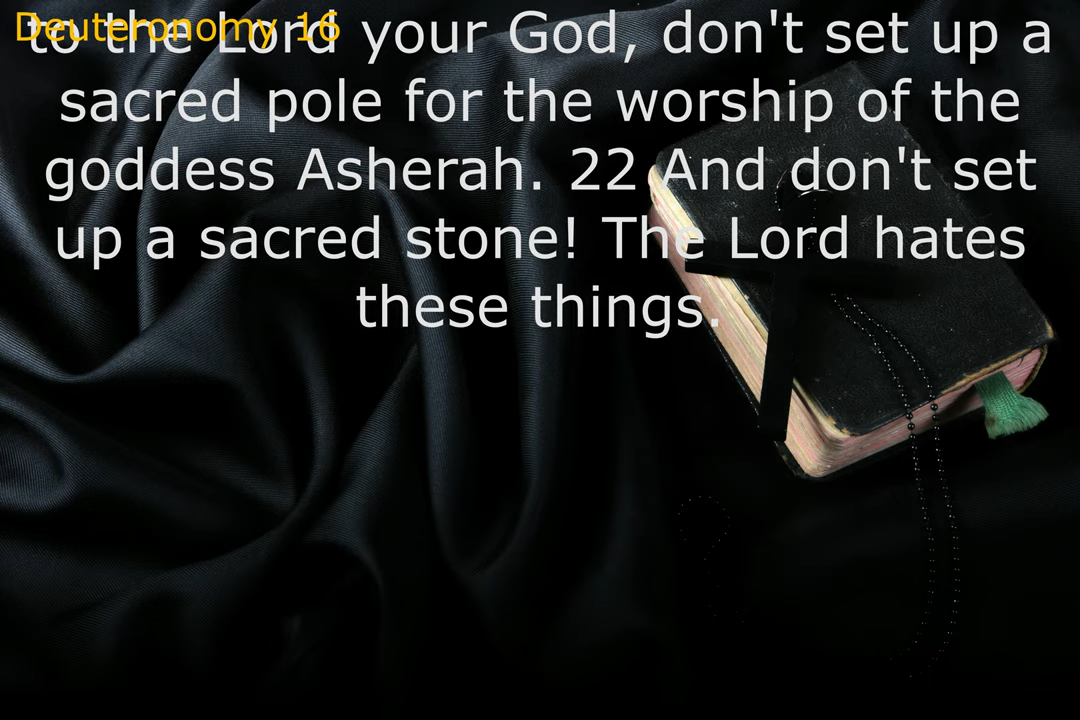 Deuteronomy 16
to the Lord your God, don't set up a
sacred pole for the worship of the
goddess Asherah. 22 And don't set
up a sacred stone! The Lord hates
these things.